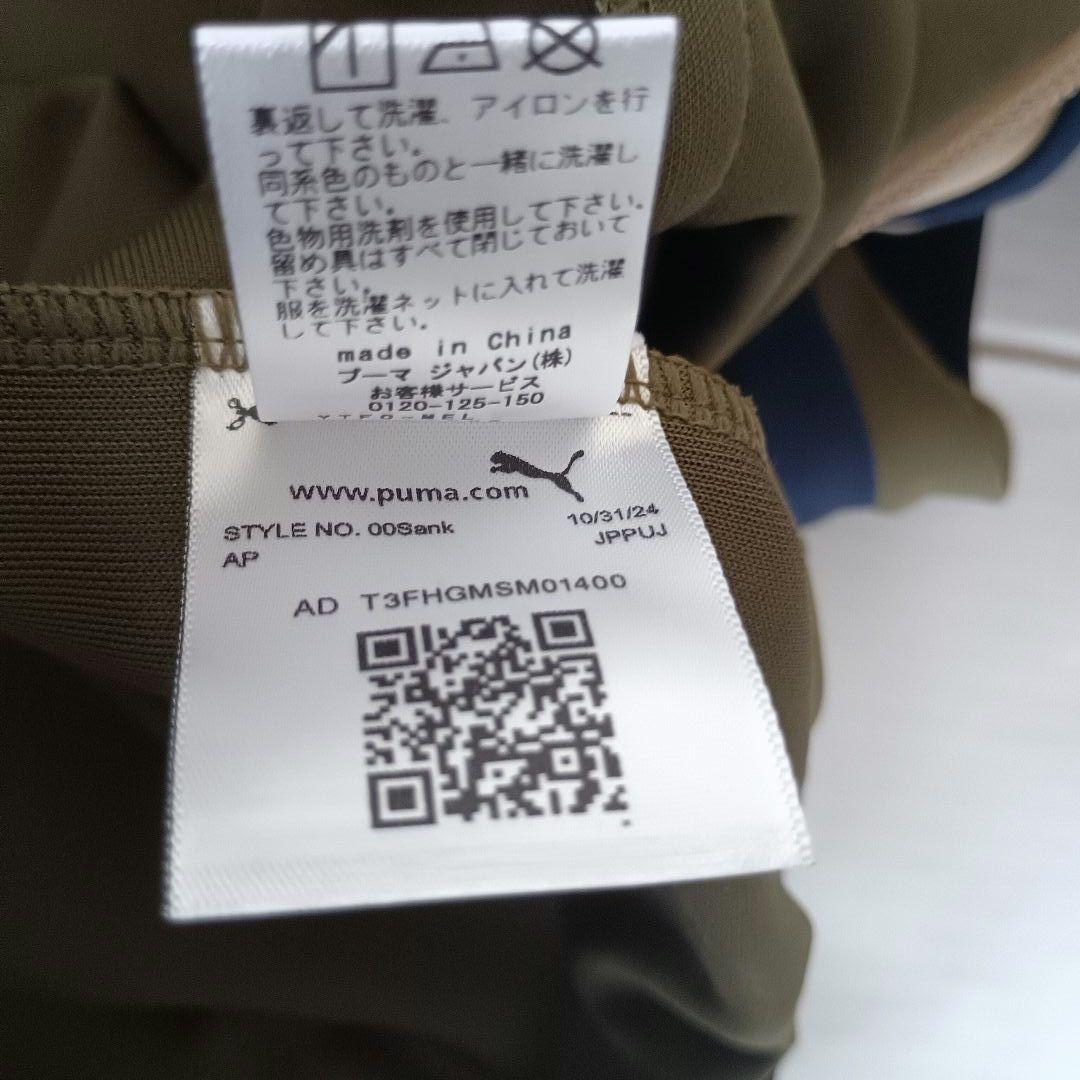 裏返して洗濯、アイロンを行
って下さい。
同系色のものと一緒に洗濯し
て下さい。
色物用洗剤を使用して下さい。
留め具はすべて閉じておいて
下さい。
服を洗濯ネットに入れて洗濯
して下さい。
made in China
プーマ ジャパン(株)
お客様サービス
0120-125-150
www.puma.com
STYLE NO. 00Sank
10/31/24
AP
JPPUJ
AD T3FHGMSM01400